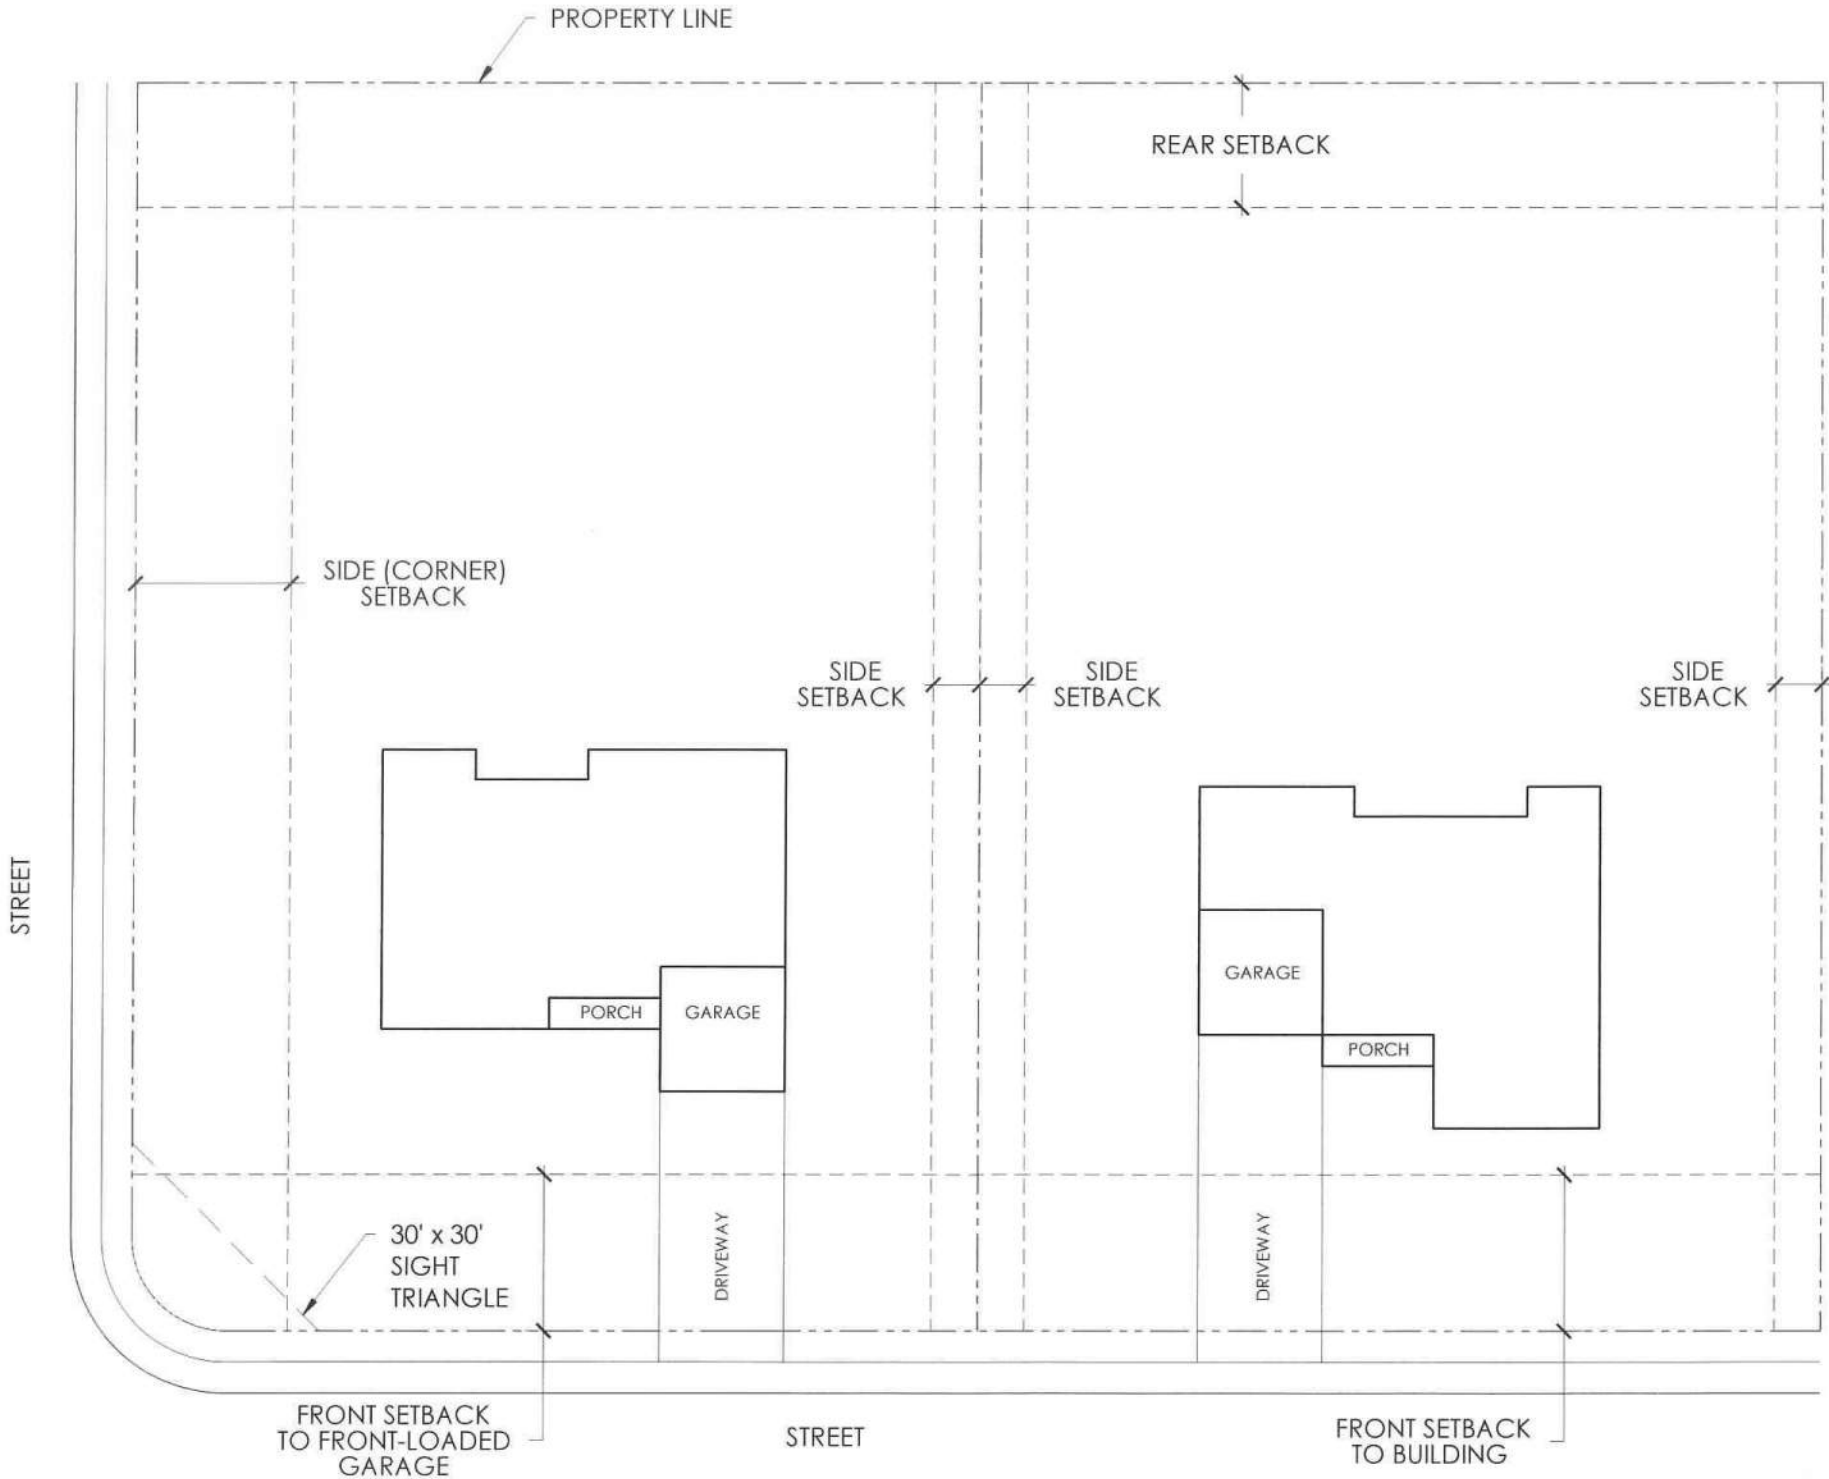 PROPERTY LINE
REAR SETBACK
SIDE (CORNER)
SETBACK
SIDE
SETBACK
SIDE
SETBACK
SIDE
SETBACK
STREET
GARAGE
PORCH
GARAGE
PORCH
30' x 30'
SIGHT
TRIANGLE
DRIVEWAY
DRIVEWAY
FRONT SETBACK
TO FRONT-LOADED
GARAGE
STREET
FRONT SETBACK
TO BUILDING